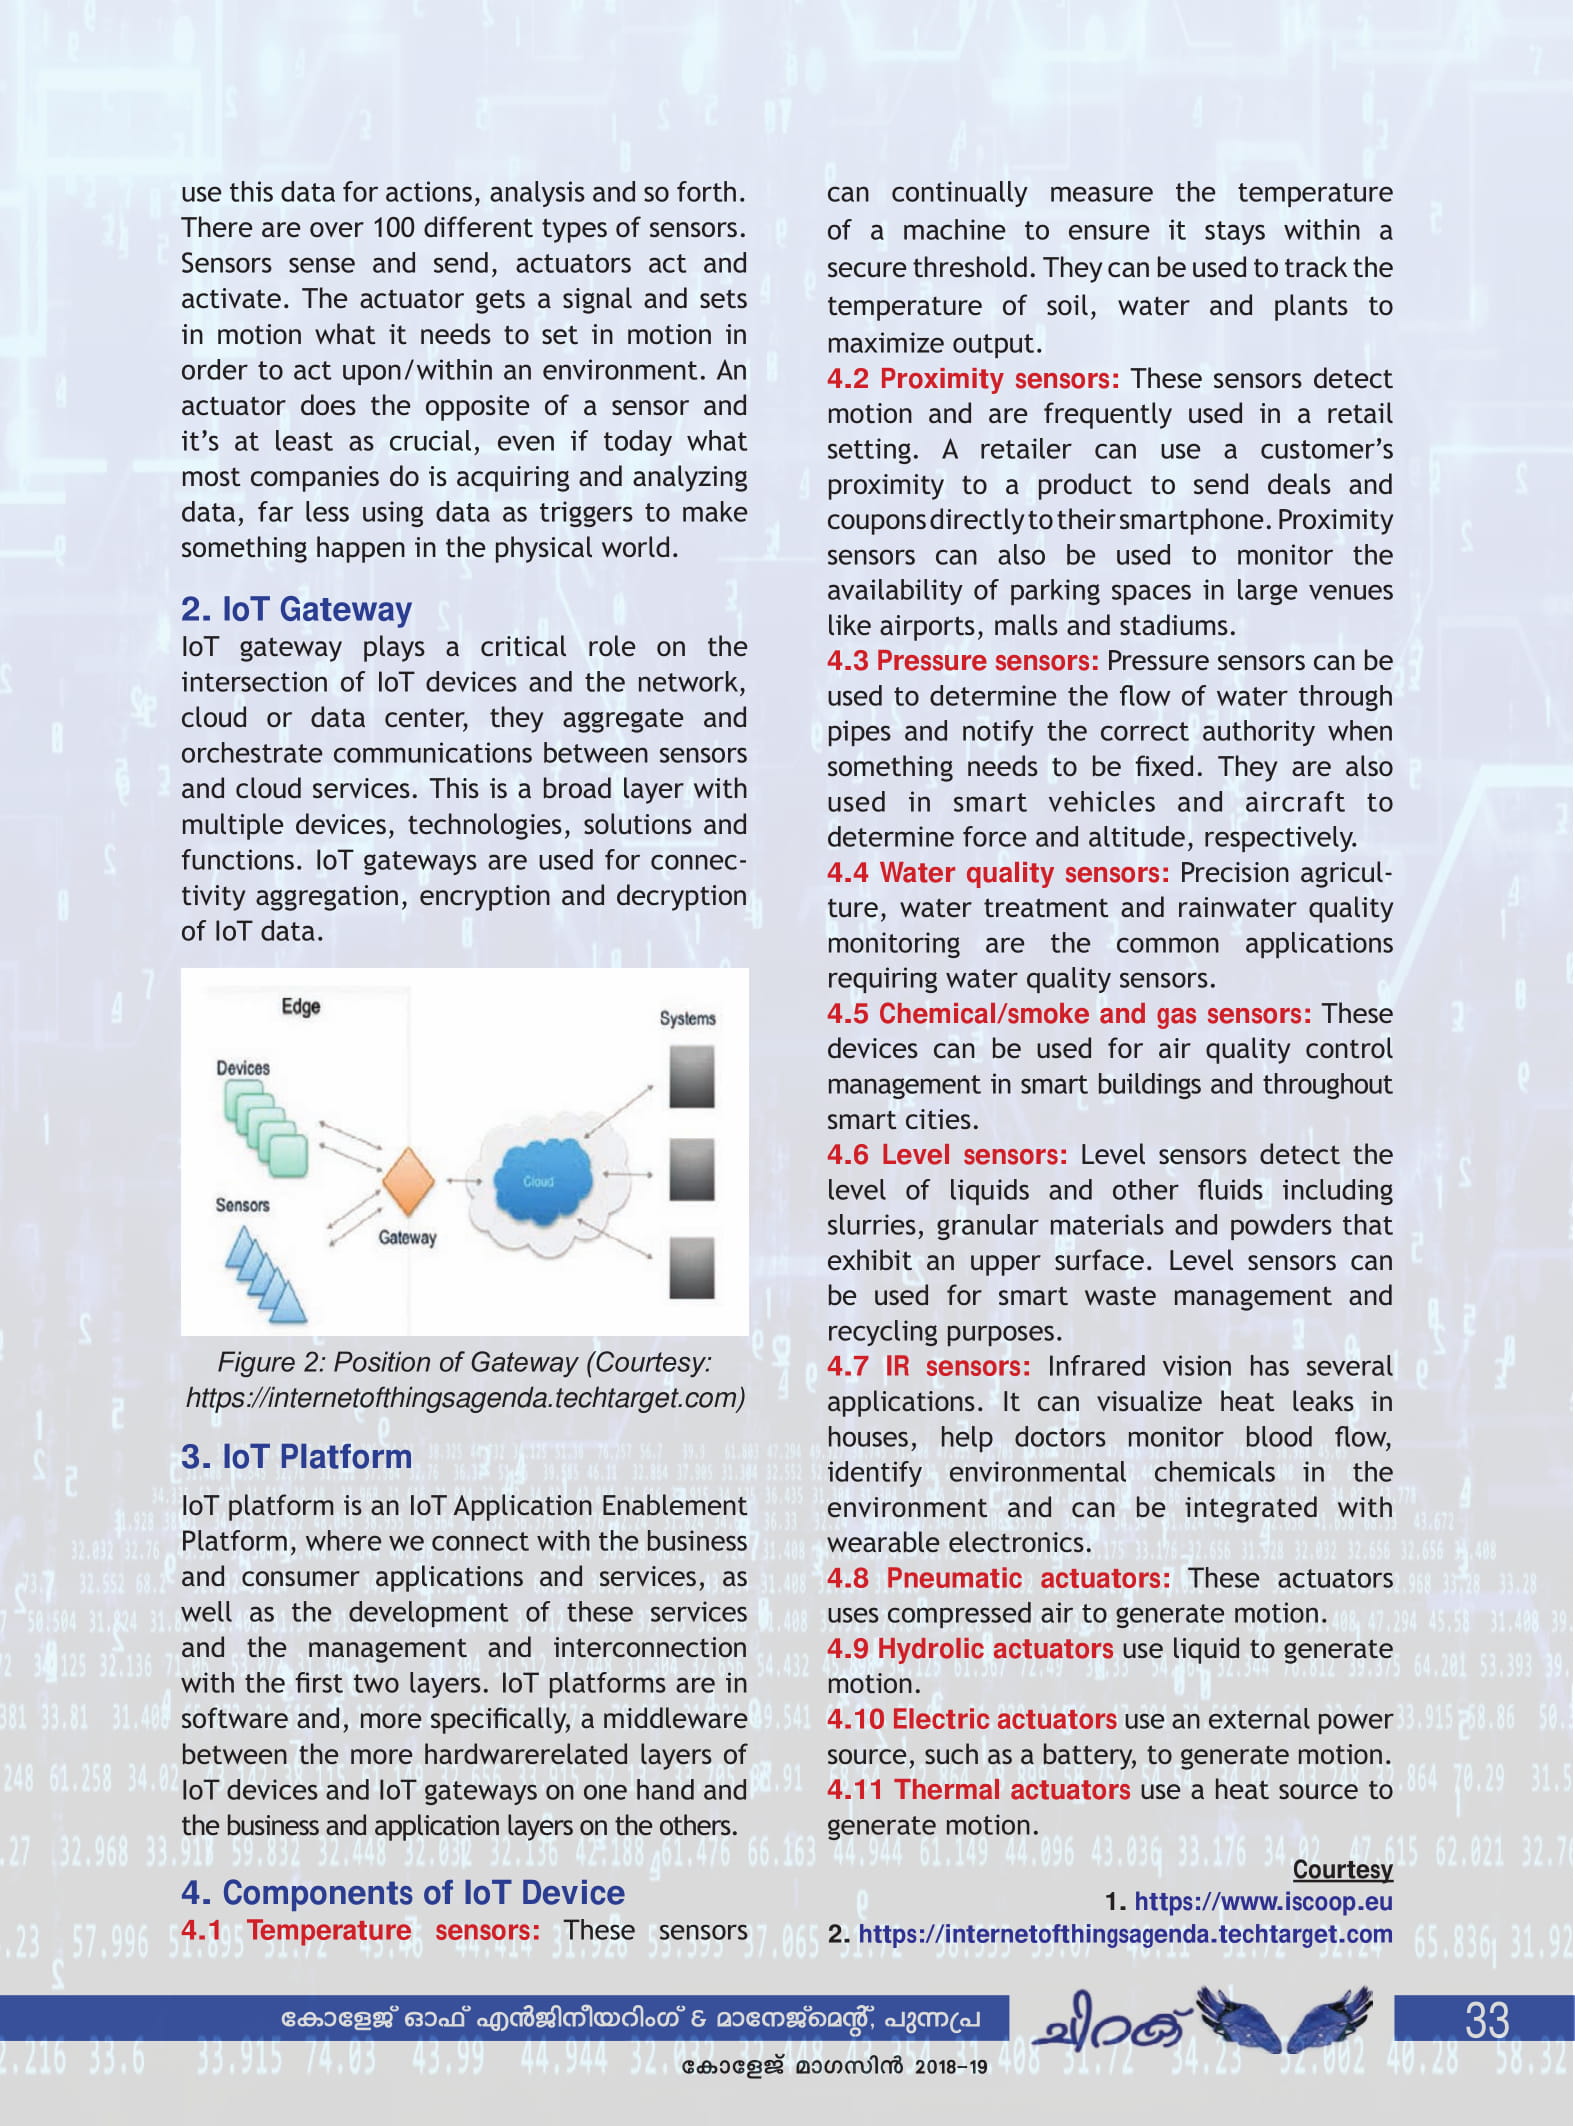 use this data for actions, analysis and so forth.
There are over 100 different types of sensors.
Sensors sense and send, actuators act and
activate. The actuator gets a signal and sets
in motion what it needs to set in motion in
order to act upon/within an environment. An
actuator does the opposite of a sensor and
it's at least as crucial, even if today what
most companies do is acquiring and analyzing
data, far less using data as triggers to make
something happen in the physical world.
2. IoT Gateway
IoT gateway plays a critical role on the
intersection of IoT devices and the network,
cloud or data center, they aggregate and
orchestrate communications between sensors
and cloud services. This is a broad layer with
multiple devices, technologies, solutions and
functions. IoT gateways are used for connec-
tivity aggregation, encryption and decryption
of IoT data.
Edge
Systems
Devices
Cloud
Sensors
Gateway
Figure 2: Position of Gateway (Courtesy:
https://internetofthingsagenda.techtarget.com)
3. IoT Platform
IoT platform is an IoT Application Enablement
Platform, where we connect with the business
and consumer applications and services, as
well as the development of these services
and the management and interconnection
with the first two layers. IoT platforms are in
software and, more specifically, a middleware
between the more hardwarerelated layers of
IoT devices and IoT gateways on one hand and
the business and application layers on the others.
4. Components of IoT Device
4.1 Temperature sensors: These sensors
can continually measure the temperature
of a machine to ensure it stays within a
secure threshold. They can be used to track the
temperature of soil, water and plants to
maximize output.
4.2 Proximity sensors: These sensors detect
motion and are frequently used in a retail
setting. A retailer can use a customer's
proximity to a product to send deals and
coupons directly to their smartphone. Proximity
sensors can also be used to monitor the
availability of parking spaces in large venues
like airports, malls and stadiums.
4.3 Pressure sensors: Pressure sensors can be
used to determine the flow of water through
pipes and notify the correct authority when
something needs to be fixed. They are also
used in smart vehicles and aircraft to
determine force and altitude, respectively.
4.4 Water quality sensors: Precision agricul-
ture, water treatment and rainwater quality
monitoring are the common applications
requiring water quality sensors.
4.5 Chemical/smoke and gas sensors: These
devices can be used for air quality control
management in smart buildings and throughout
smart cities.
4.6 Level sensors: Level sensors detect the
level of liquids and other fluids including
slurries, granular materials and powders that
exhibit an upper surface. Level sensors can
be used for smart waste management and
recycling purposes.
4.7 IR sensors: Infrared vision has several
applications. It can visualize heat leaks in
houses, help doctors monitor blood flow,
identify environmental chemicals in the
environment and can be integrated with
wearable electronics.
4.8 Pneumatic actuators: These actuators
uses compressed air to generate motion.
4.9 Hydrolic actuators use liquid to generate
motion.
4.10 Electric actuators use an external power
source, such as a battery, to generate motion.
4.11 Thermal actuators use a heat source to
generate motion.
Courtesy
1. https://www.iscoop.eu
2. https://internetofthingsagenda.techtarget.com
കോളേജ് ഓഫ് എൻജിനീയറിംഗ് & മാനേജ്മെന്റ്, പുന്നപ്ര
ചിറക്
33
കോളേജ് മാഗസിൻ 2018-19